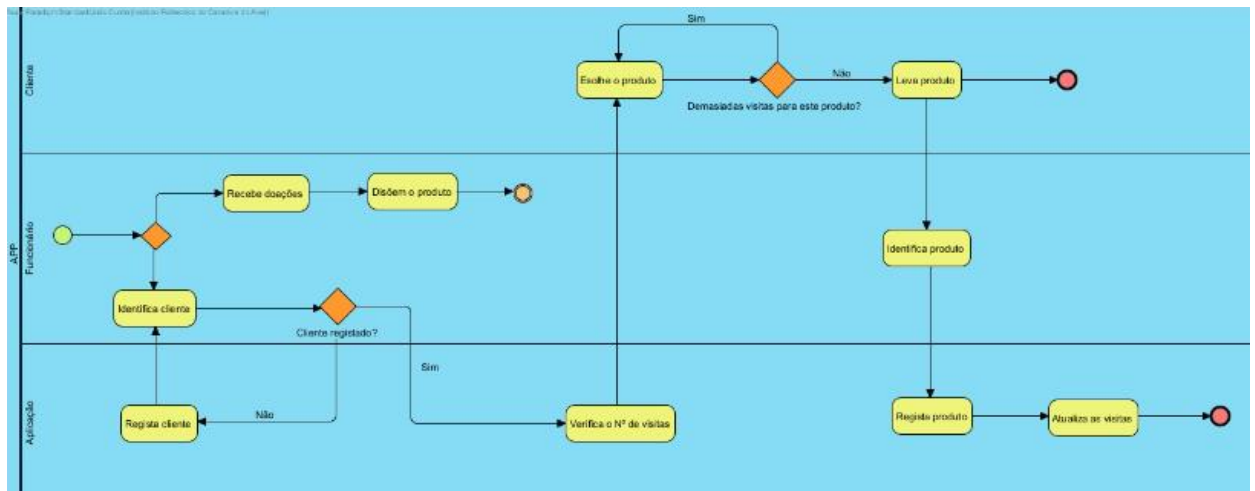 Sim
Cliente
Escolhe o produto
Não
Leva produto
Demasiadas visitas para este produto?
APP
Funcionário
Recebe doações
Disõem o produto
Identifica produto
Identifica cliente
Cliente registado?
Sim
Aplicação
Regista cliente
Não
Verifica o Nº de visitas
Regista produto
Atualiza as visitas